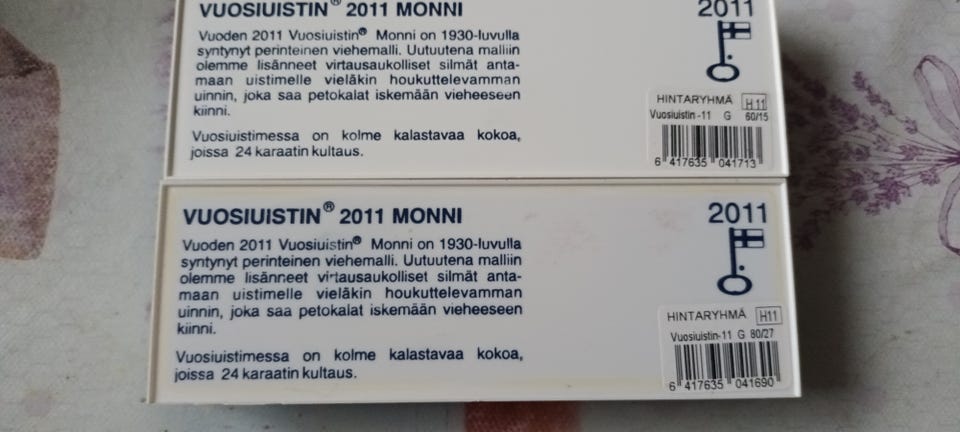 VUOSIUISTIN® 2011 MONNI
2011
Vuoden 2011 Vuosiuistin® Monni on 1930-luvulla
syntynyt perinteinen viehemalli. Uutuutena malliin
olemme lisänneet virtausaukolliset silmät anta-
maan uistimelle vieläkin houkuttelevamman
uinnin, joka saa petokalat iskemään vieheeseen
kiinni.
Vuosiuistimessa on kolme kalastavaa kokoa,
joissa 24 karaatin kultaus.
HINTARYHMÄ H 11
Vuosiuistin -11 G 60/15
6 417635 041713
VUOSIUISTIN® 2011 MONNI
2011
Vuoden 2011 Vuosiuistin® Monni on 1930-luvulla
syntynyt perinteinen viehemalli. Uutuutena malliin
olemme lisänneet virtausaukolliset silmät anta-
maan uistimelle vieläkin houkuttelevamman
uinnin, joka saa petokalat iskemään vieheeseen
kiinni.
Vuosiuistimessa on kolme kalastavaa kokoa,
joissa 24 karaatin kultaus.
HINTARYHMÄ H11
Vuosiuistin-11 G 80/27
6 417635 041690